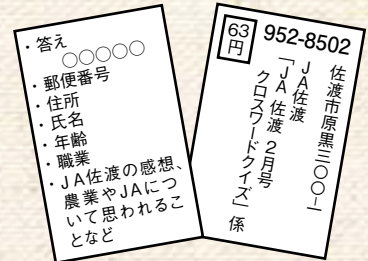 ・答え
○○○○○
・郵便番号
・住所
・氏名
・年齢
・職業
・JA佐渡の感想、
農業やJAにつ
いて思われるこ
となど
63
円
952-8502
佐渡市原黒三〇〇ー一
JA佐渡
「JA佐渡 2月号
クロスワードクイズ」係